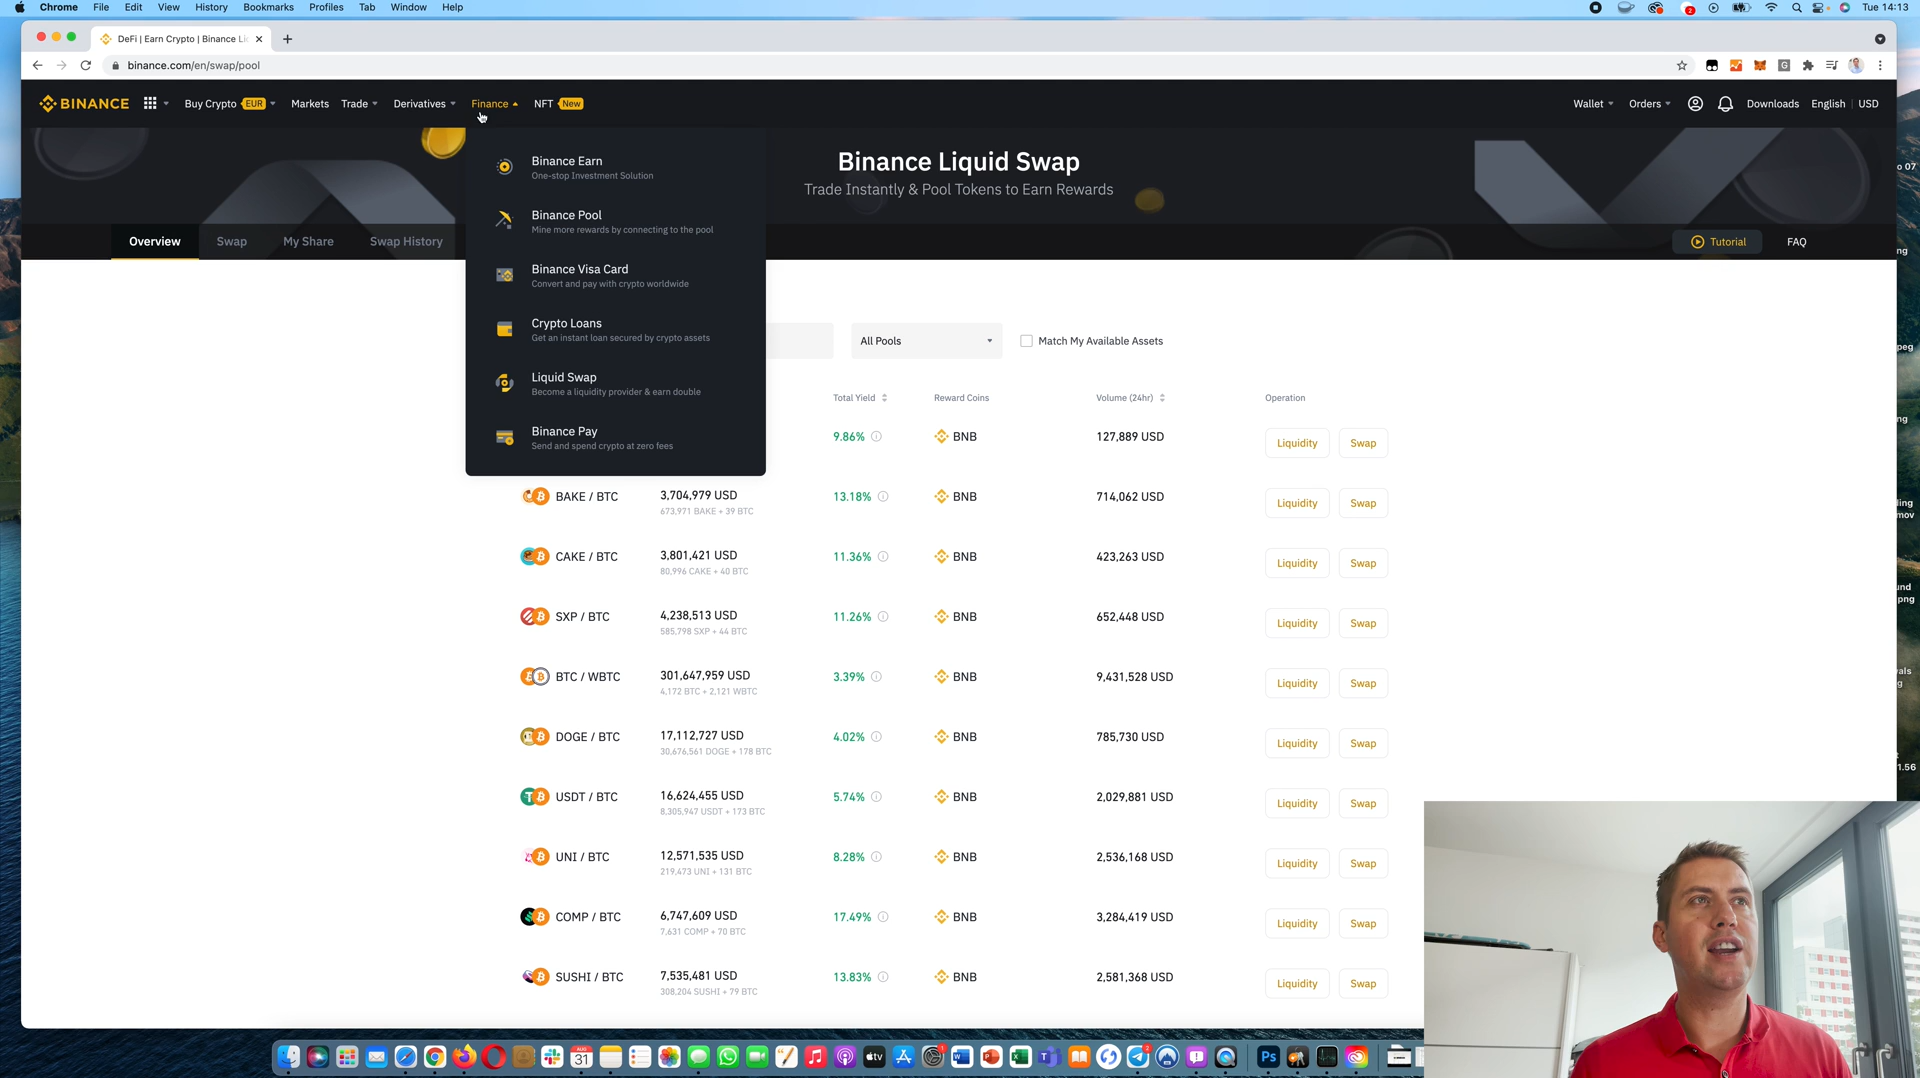 Chrome File Edit View History Bookmarks Profiles Tab Window Help
2
Tue 14:13
DeFi | Earn Crypto | Binance Li
binance.com/en/swap/pool
BINANCE Buy Crypto EUR Markets Trade Derivatives Finance NFT New Wallet Orders Downloads English USD
Binance Liquid Swap
Trade Instantly & Pool Tokens to Earn Rewards
Overview Swap My Share Swap History Tutorial FAQ
Binance Earn
One-stop Investment Solution
Binance Pool
Mine more rewards by connecting to the pool
Binance Visa Card
Convert and pay with crypto worldwide
Crypto Loans
Get an instant loan secured by crypto assets
Liquid Swap
Become a liquidity provider & earn double
Binance Pay
Send and spend crypto at zero fees
All Pools Match My Available Assets
Total Yield Reward Coins Volume (24hr) Operation
9.86% BNB 127,889 USD Liquidity Swap
BAKE / BTC 3,704,979 USD 13.18% BNB 714,062 USD Liquidity Swap
673,971 BAKE + 39 BTC
CAKE / BTC 3,801,421 USD 11.36% BNB 423,263 USD Liquidity Swap
80,996 CAKE + 40 BTC
SXP / BTC 4,238,513 USD 11.26% BNB 652,448 USD Liquidity Swap
585,798 SXP + 44 BTC
BTC / WBTC 301,647,959 USD 3.39% BNB 9,431,528 USD Liquidity Swap
4,172 BTC + 2,121 WBTC
DOGE / BTC 17,112,727 USD 4.02% BNB 785,730 USD Liquidity Swap
30,676,561 DOGE + 178 BTC
USDT / BTC 16,624,455 USD 5.74% BNB 2,029,881 USD Liquidity Swap
8,305,947 USDT + 173 BTC
UNI / BTC 12,571,535 USD 8.28% BNB 2,536,168 USD Liquidity Swap
219,473 UNI + 131 BTC
COMP / BTC 6,747,609 USD 17.49% BNB 3,284,419 USD Liquidity Swap
7,631 COMP + 70 BTC
SUSHI / BTC 7,535,481 USD 13.83% BNB 2,581,368 USD Liquidity Swap
308,204 SUSHI + 79 BTC
o 07
ng
peg
ng
ling
mov
und
png
vals
g
1.56
AUG
31
tv
Ps